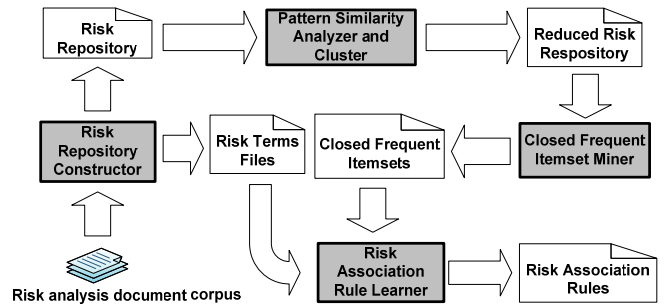 Risk
Repository
Pattern Similarity
Analyzer and
Cluster
Reduced Risk
Respository
Risk
Repository
Constructor
Risk Terms
Files
Closed Frequent
Itemsets
Closed Frequent
Itemset Miner
Risk analysis document corpus
Risk
Association
Rule Learner
Risk Association
Rules